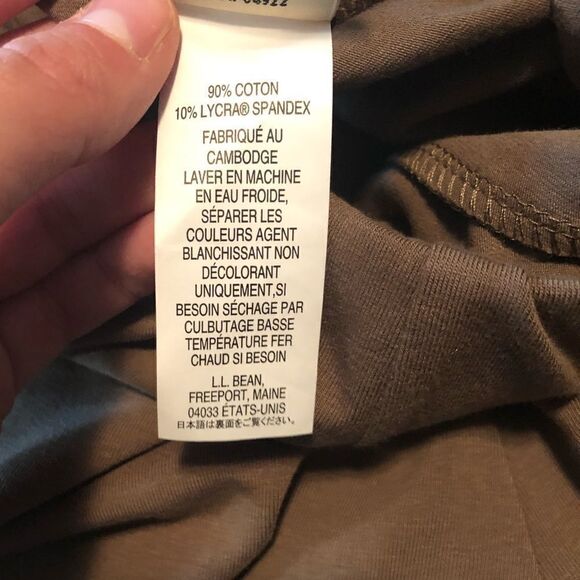 04922
90% COTON
10% LYCRA® SPANDEX
FABRIQUÉ AU
CAMBODGE
LAVER EN MACHINE
EN EAU FROIDE,
SÉPARER LES
COULEURS AGENT
BLANCHISSANT NON
DÉCOLORANT
UNIQUEMENT,SI
BESOIN SÉCHAGE PAR
CULBUTAGE BASSE
TEMPÉRATURE FER
CHAUD SI BESOIN
L.L. BEAN,
FREEPORT, MAINE
04033 ÉTATS-UNIS
日本語は裏面をご覧ください。